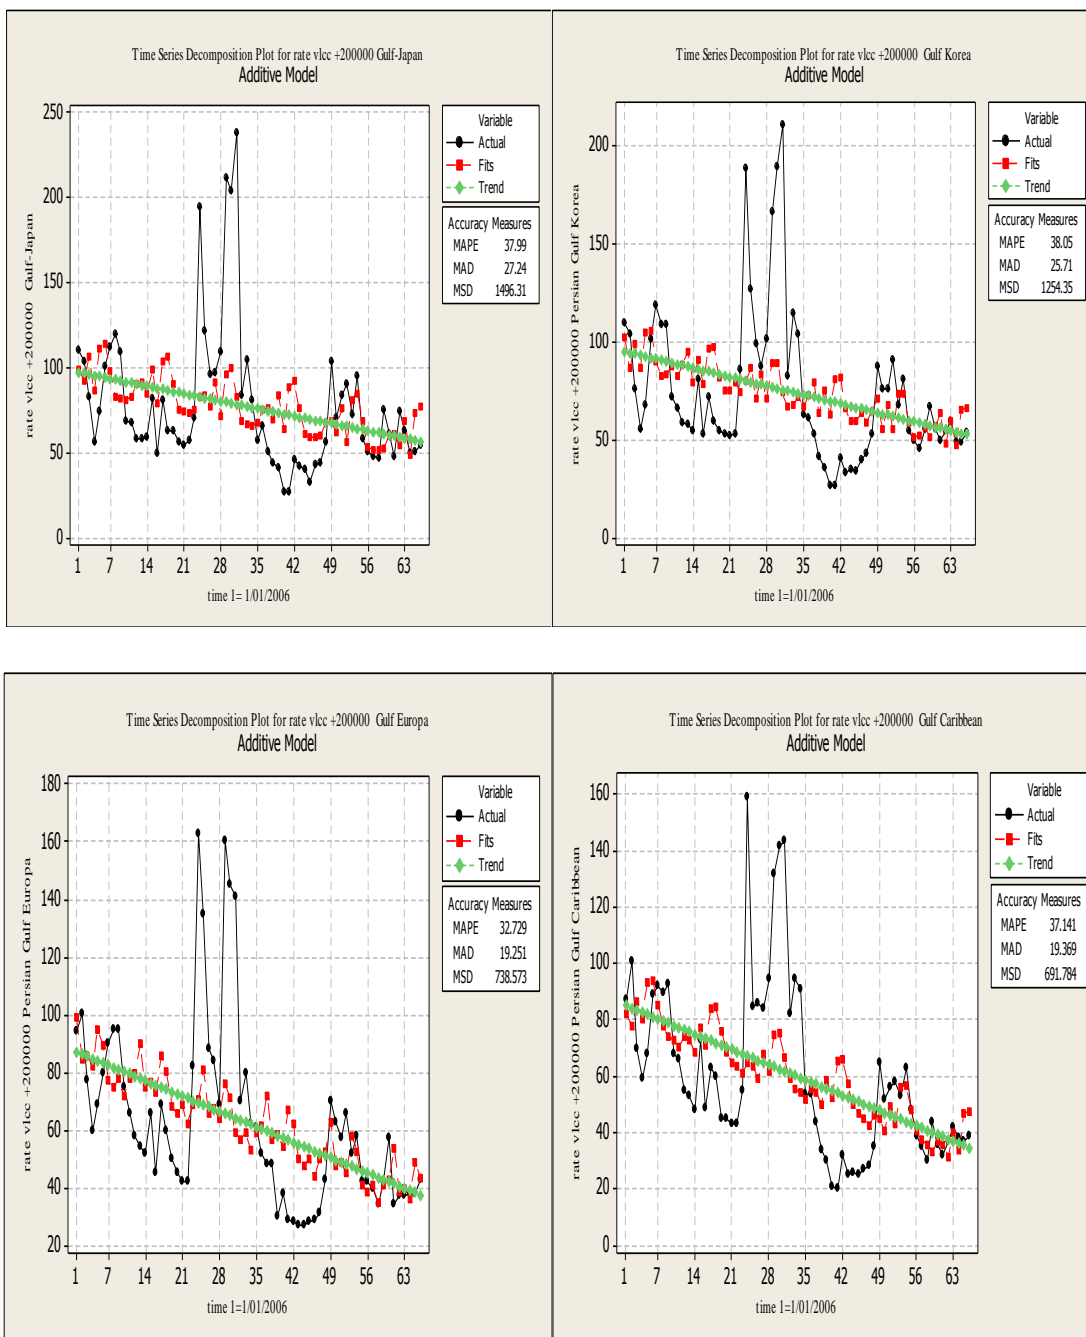 Time Series Decomposition Plot for rate vlcc +200000 Gulf-Japan
Additive Model
250
200
150
100
50
0
rate vlcc +200000 Gulf-Japan
1 7 14 21 28 35 42 49 56 63
time 1= 1/01/2006
Variable
Actual
Fits
Trend
Accuracy Measures
MAPE 37.99
MAD 27.24
MSD 1496.31
Time Series Decomposition Plot for rate vlcc +200000 Gulf Korea
Additive Model
200
150
100
50
0
rate vlcc +200000 Persian Gulf Korea
1 7 14 21 28 35 42 49 56 63
time 1=1/01/2006
Variable
Actual
Fits
Trend
Accuracy Measures
MAPE 38.05
MAD 25.71
MSD 1254.35
Time Series Decomposition Plot for rate vlcc +200000 Gulf Europa
Additive Model
180
160
140
120
100
80
60
40
20
rate vlcc +200000 Persian Gulf Europa
1 7 14 21 28 35 42 49 56 63
time 1=1/01/2006
Variable
Actual
Fits
Trend
Accuracy Measures
MAPE 32.729
MAD 19.251
MSD 738.573
Time Series Decomposition Plot for rate vlcc +200000 Gulf Caribbean
Additive Model
160
140
120
100
80
60
40
20
0
rate vlcc +200000 Persian Gulf Caribbean
1 7 14 21 28 35 42 49 56 63
time 1=1/01/2006
Variable
Actual
Fits
Trend
Accuracy Measures
MAPE 37.141
MAD 19.369
MSD 691.784